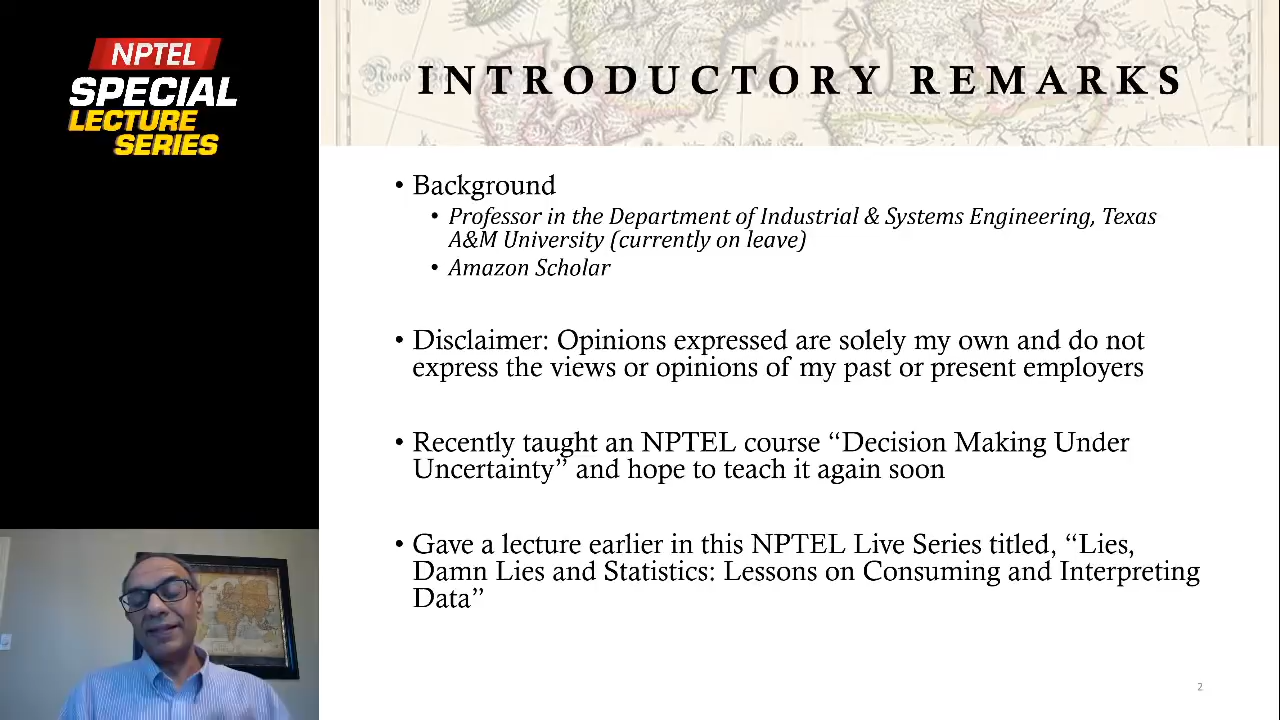 NPTEL
SPECIAL
LECTURE
SERIES
INTRODUCTORY REMARKS
• Background
• Professor in the Department of Industrial & Systems Engineering, Texas
A&M University (currently on leave)
• Amazon Scholar
• Disclaimer: Opinions expressed are solely my own and do not
express the views or opinions of my past or present employers
• Recently taught an NPTEL course “Decision Making Under
Uncertainty” and hope to teach it again soon
• Gave a lecture earlier in this NPTEL Live Series titled, “Lies,
Damn Lies and Statistics: Lessons on Consuming and Interpreting
Data”
2